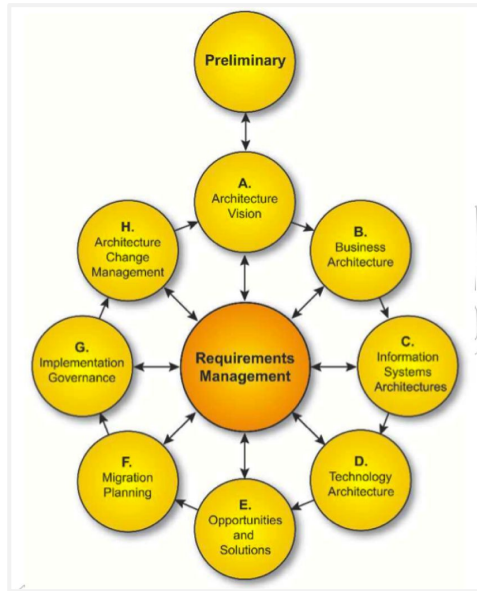 Preliminary
A.
Architecture
Vision
B.
Business
Architecture
C.
Information
Systems
Architectures
D.
Technology
Architecture
E.
Opportunities
and
Solutions
F.
Migration
Planning
G.
Implementation
Governance
H.
Architecture
Change
Management
Requirements
Management